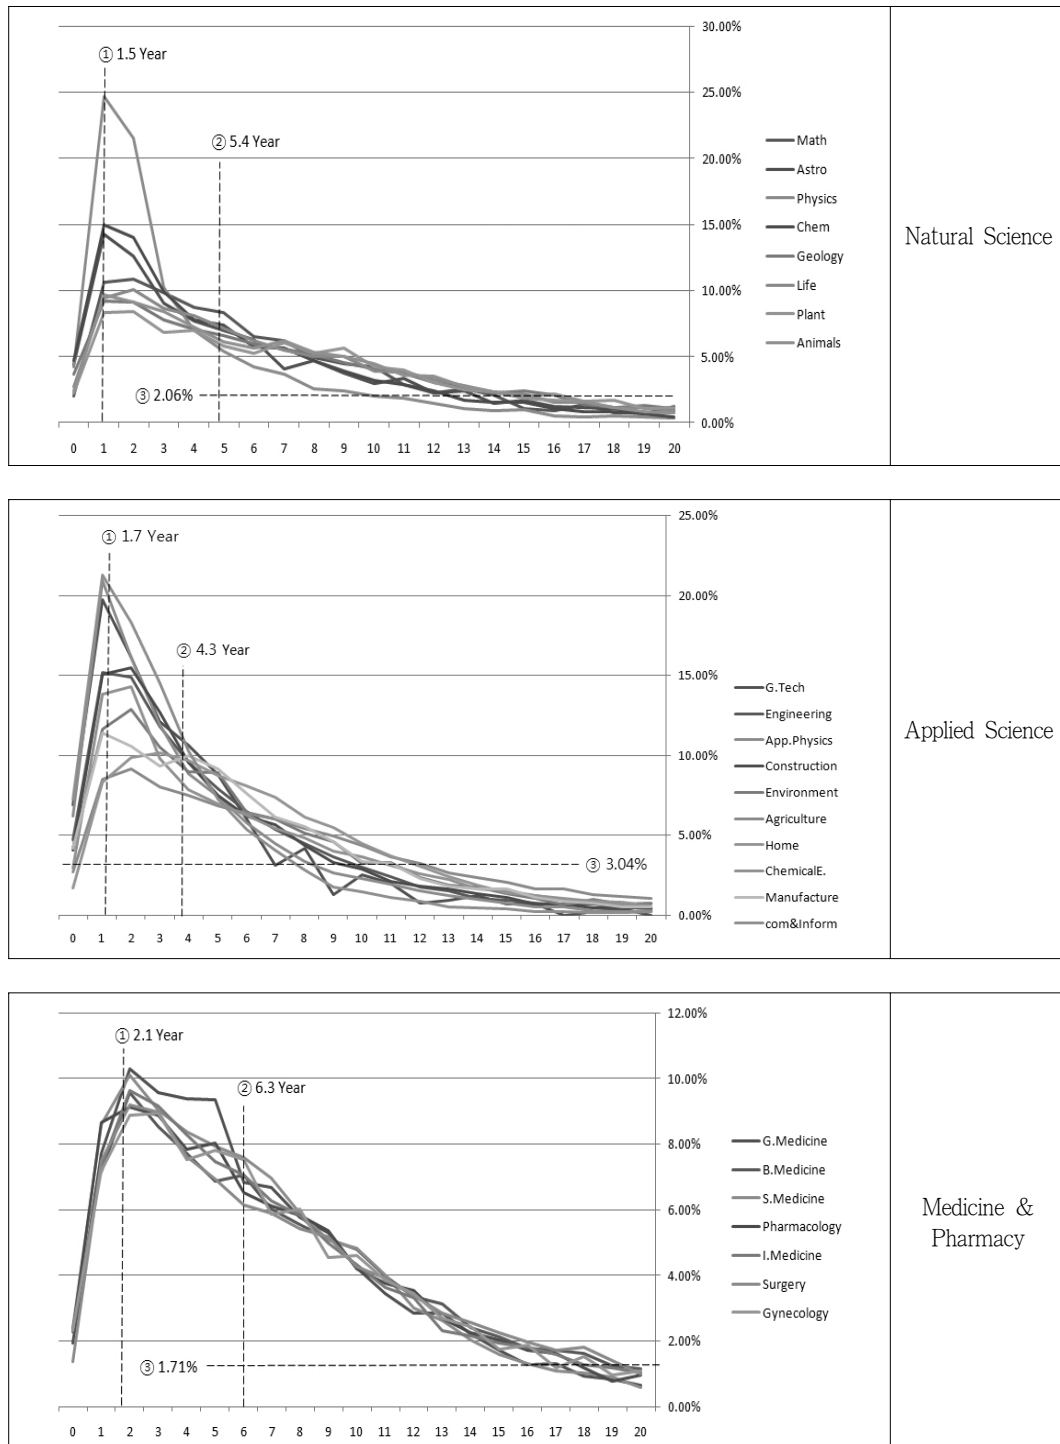 30.00%
① 1.5 Year
25.00%
② 5.4 Year
20.00%
Math
Astro
Physics
15.00%
Chem
Natural Science
Geology
Life
10.00%
Plant
Animals
5.00%
③ 2.06%
0.00%
0 1 2 3 4 5 6 7 8 9 10 11 12 13 14 15 16 17 18 19 20
25.00%
① 1.7 Year
20.00%
② 4.3 Year
15.00%
G.Tech
Engineering
Applied Science
App.Physics
10.00%
Construction
Environment
Agriculture
5.00%
Home
③ 3.04%
ChemicalE.
Manufacture
0.00%
com&Inform
0 1 2 3 4 5 6 7 8 9 10 11 12 13 14 15 16 17 18 19 20
12.00%
① 2.1 Year
10.00%
② 6.3 Year
8.00%
G.Medicine
B.Medicine
S.Medicine
6.00%
Medicine &
Pharmacology
Pharmacy
I.Medicine
4.00%
Surgery
Gynecology
2.00%
③ 1.71%
0.00%
0 1 2 3 4 5 6 7 8 9 10 11 12 13 14 15 16 17 18 19 20